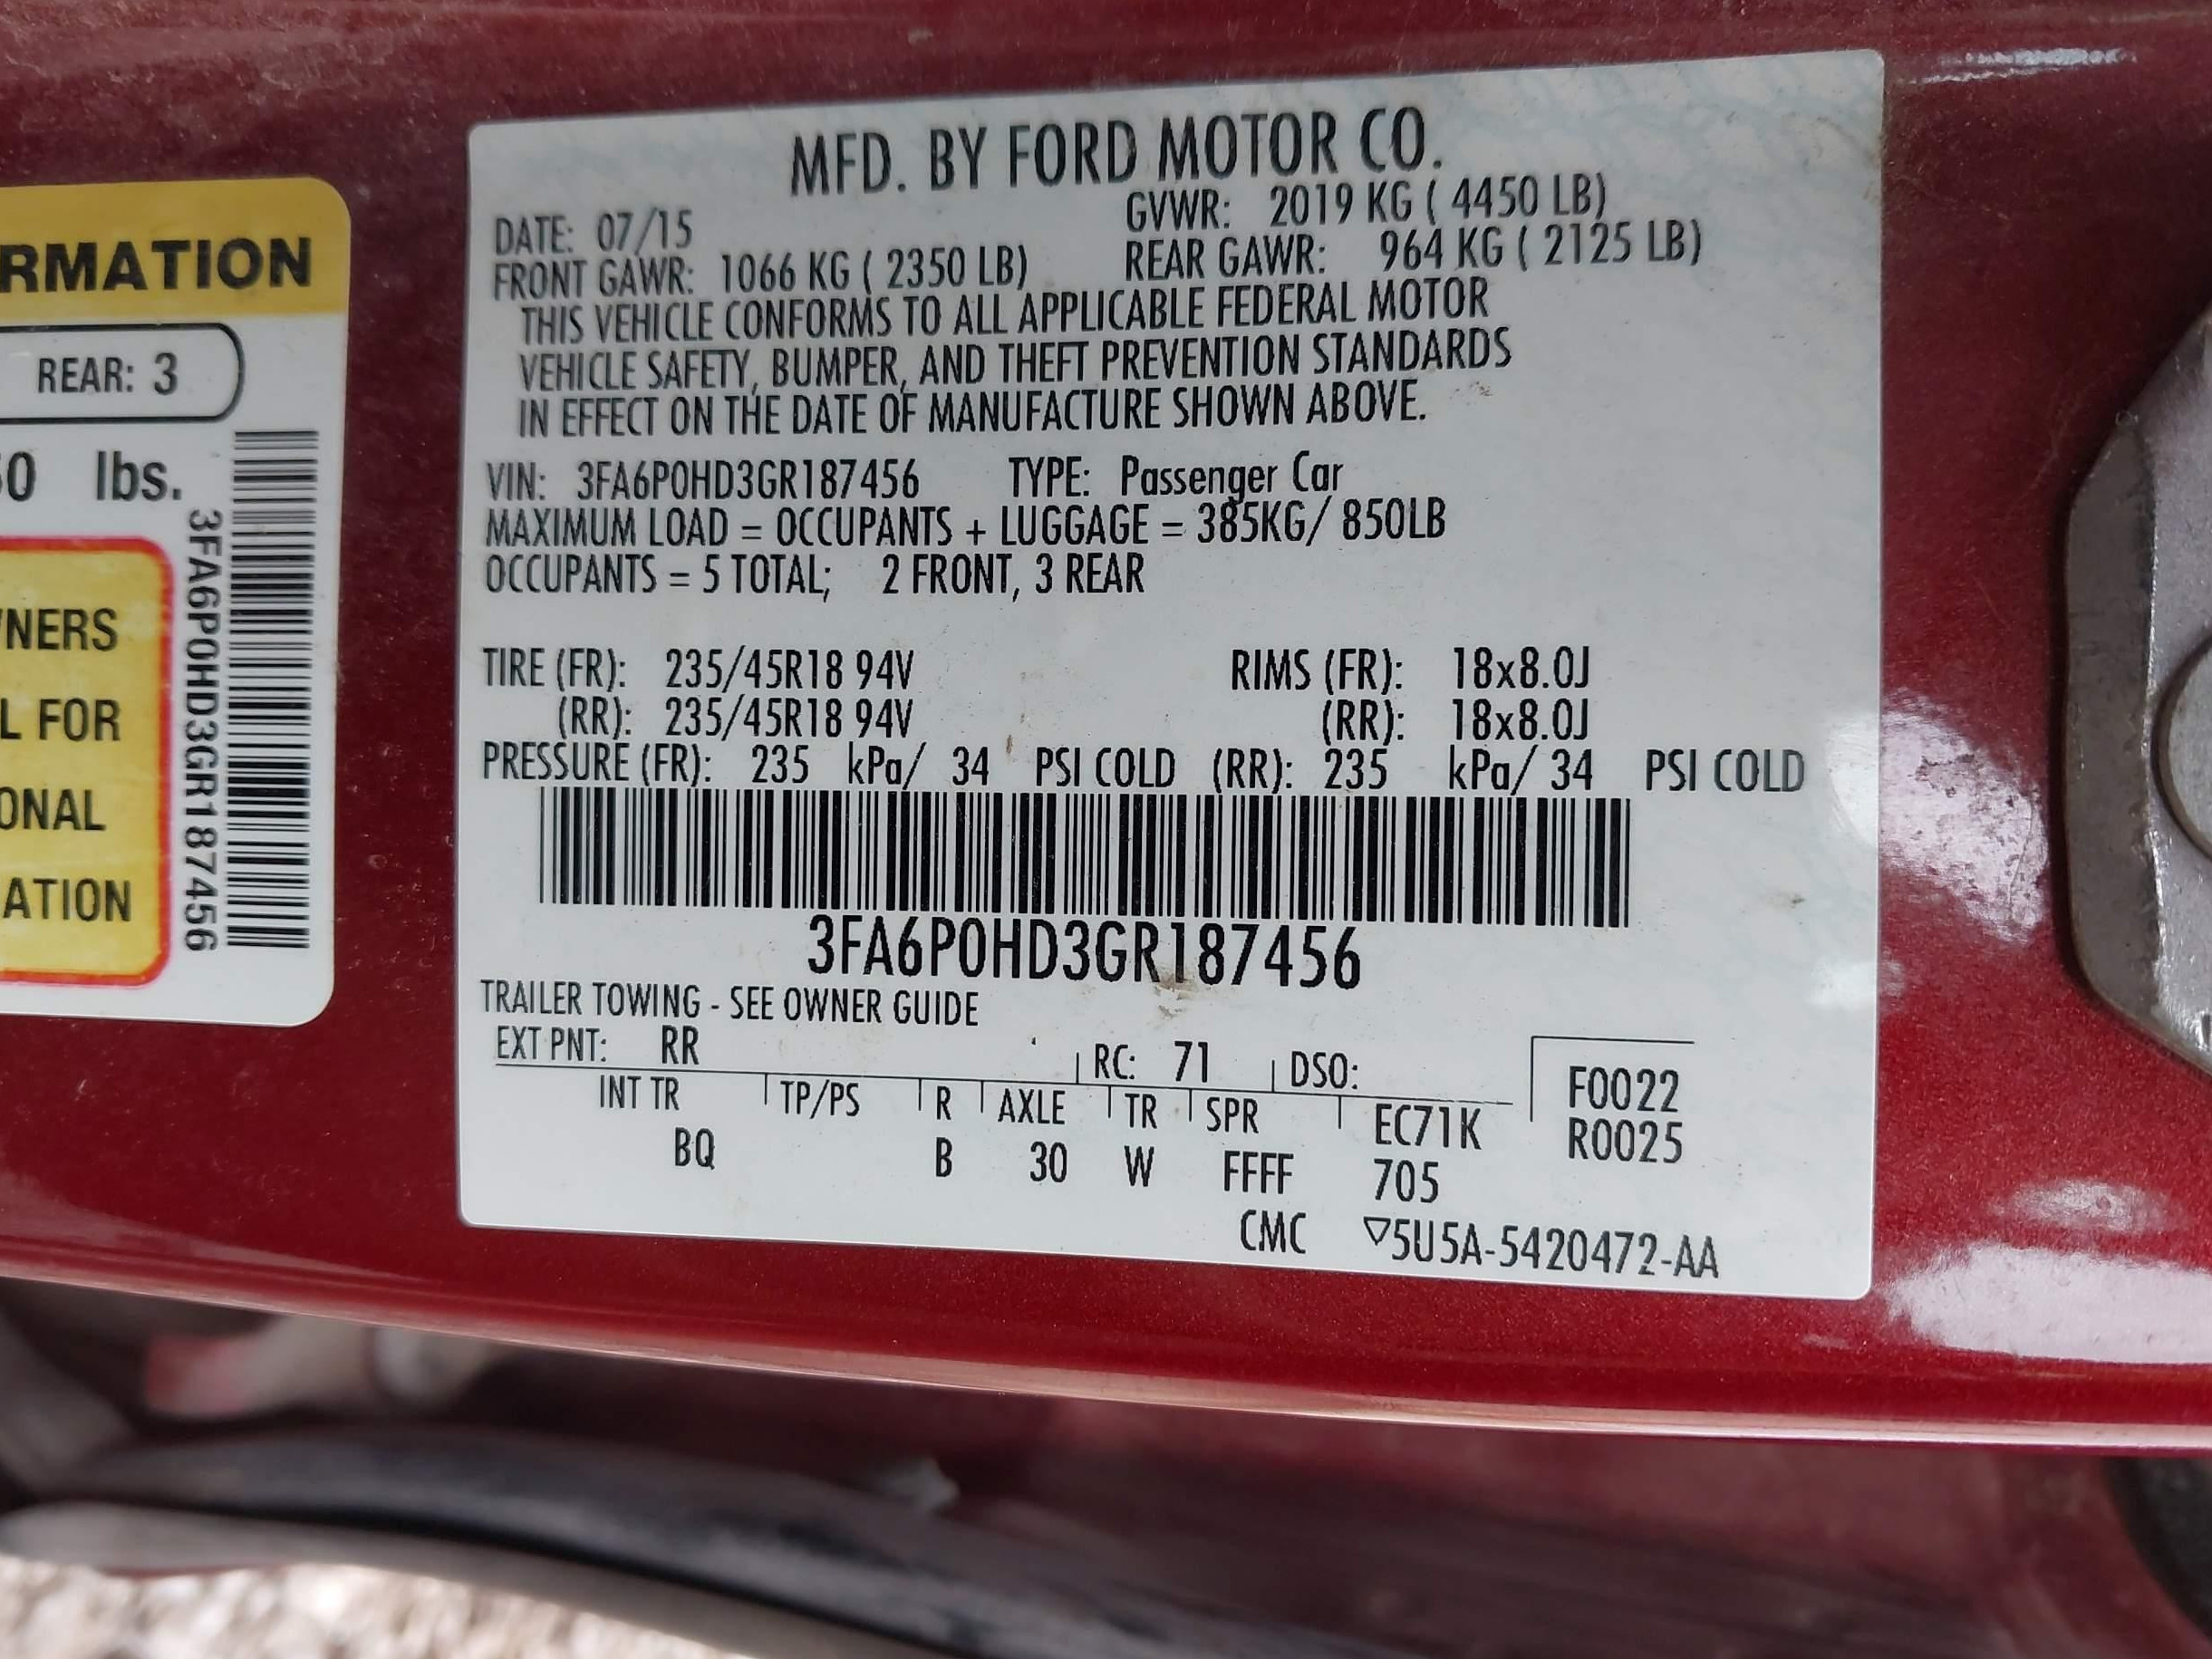 RMATION
REAR: 3
0 lbs.
NERS
L FOR
ONAL
ATION
3FA6P0HD3GR187456
MFD. BY FORD MOTOR CO.
DATE: 07/15 GVWR: 2019 KG ( 4450 LB)
FRONT GAWR: 1066 KG ( 2350 LB) REAR GAWR: 964 KG ( 2125 LB)
THIS VEHICLE CONFORMS TO ALL APPLICABLE FEDERAL MOTOR
VEHICLE SAFETY, BUMPER, AND THEFT PREVENTION STANDARDS
IN EFFECT ON THE DATE OF MANUFACTURE SHOWN ABOVE.
VIN: 3FA6P0HD3GR187456 TYPE: Passenger Car
MAXIMUM LOAD = OCCUPANTS + LUGGAGE = 385KG/ 850LB
OCCUPANTS = 5 TOTAL; 2 FRONT, 3 REAR
TIRE (FR): 235/45R18 94V RIMS (FR): 18x8.0J
(RR): 235/45R18 94V (RR): 18x8.0J
PRESSURE (FR): 235 kPa/ 34 PSI COLD (RR): 235 kPa/ 34 PSI COLD
3FA6P0HD3GR187456
TRAILER TOWING - SEE OWNER GUIDE
EXT PNT: RR RC: 71 DSO: F0022
INT TR TP/PS R AXLE TR SPR EC71K R0025
BQ B 30 W FFFF 705
CMC ▽5U5A-5420472-AA